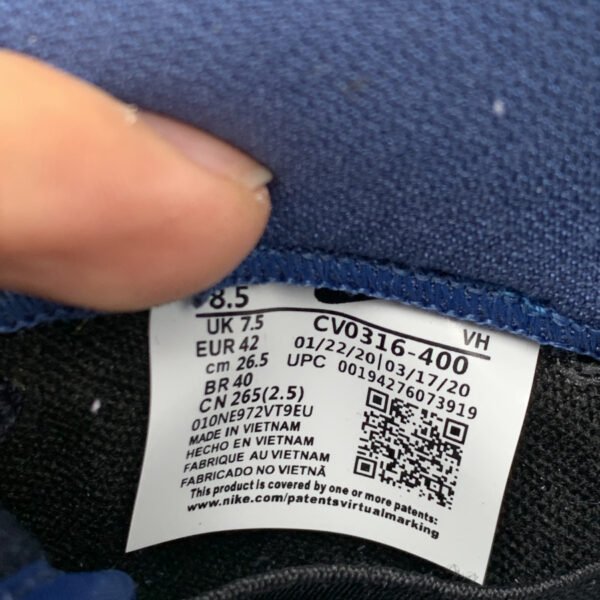 8.5
UK 7.5
EUR 42
cm 26.5
BR 40
CN 265(2.5)
010NE972VT9EU
MADE IN VIETNAM
HECHO EN VIETNAM
FABRIQUE AU VIETNAM
FABRICADO NO VIETNÃ
This product is covered by one or more patents:
www.nike.com/patentsvirtualmarking
VH
CV0316-400
01/22/20|03/17/20
UPC 00194276073919